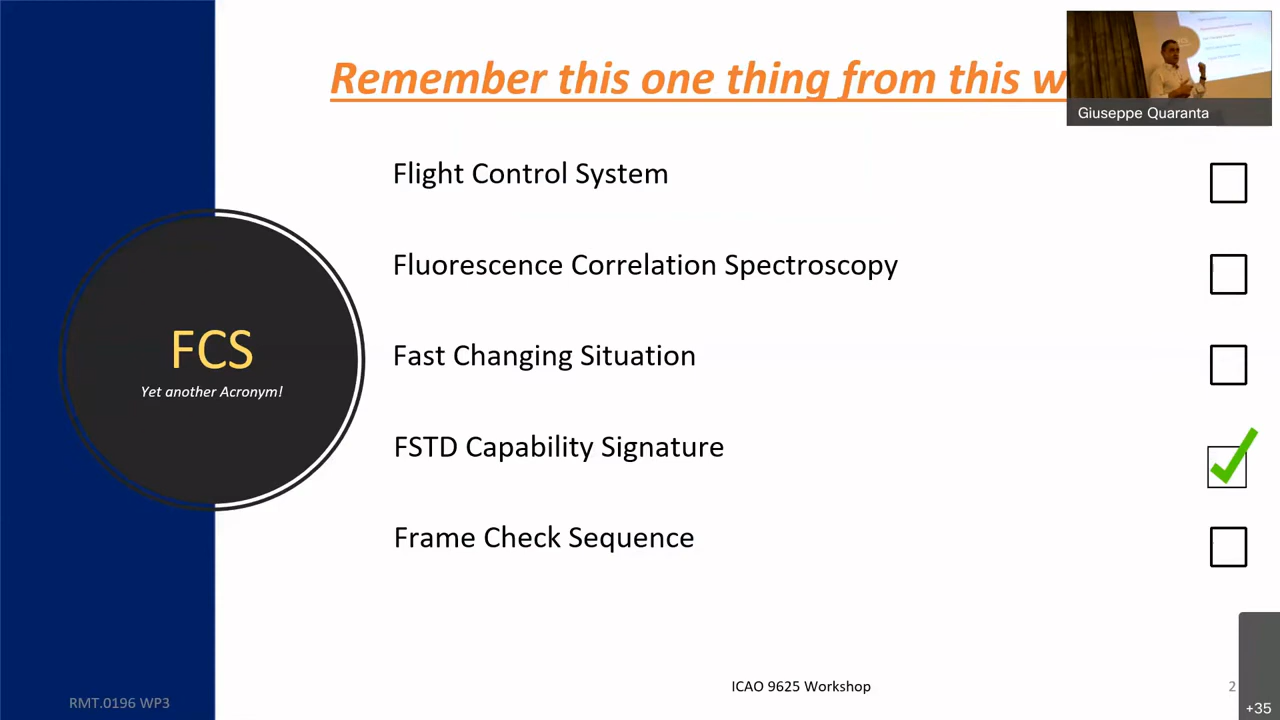 Remember this one thing from this w
Giuseppe Quaranta
Flight Control System
Fluorescence Correlation Spectroscopy
Fast Changing Situation
FCS
Yet another Acronym!
FSTD Capability Signature
Frame Check Sequence
RMT.0196 WP3
ICAO 9625 Workshop
2
+35